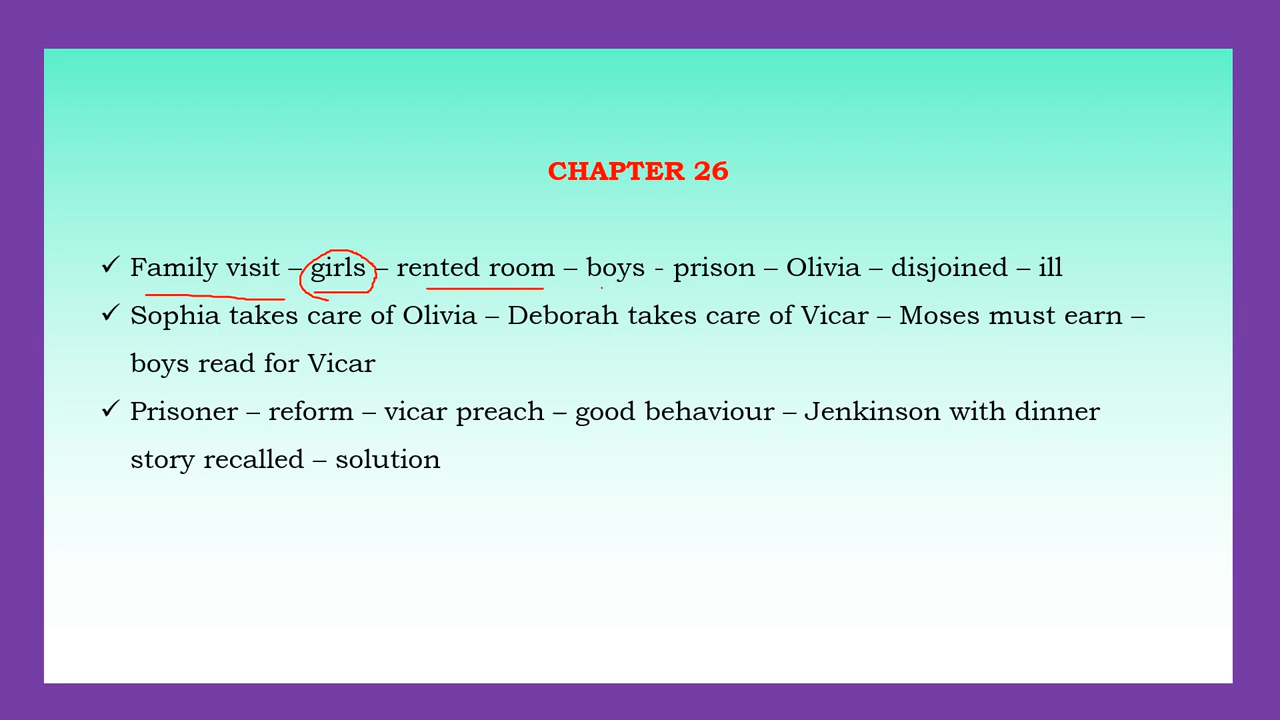 CHAPTER 26
✓ Family visit – girls – rented room – boys - prison – Olivia – disjoined – ill
✓ Sophia takes care of Olivia – Deborah takes care of Vicar – Moses must earn –
boys read for Vicar
✓ Prisoner – reform – vicar preach – good behaviour – Jenkinson with dinner
story recalled – solution